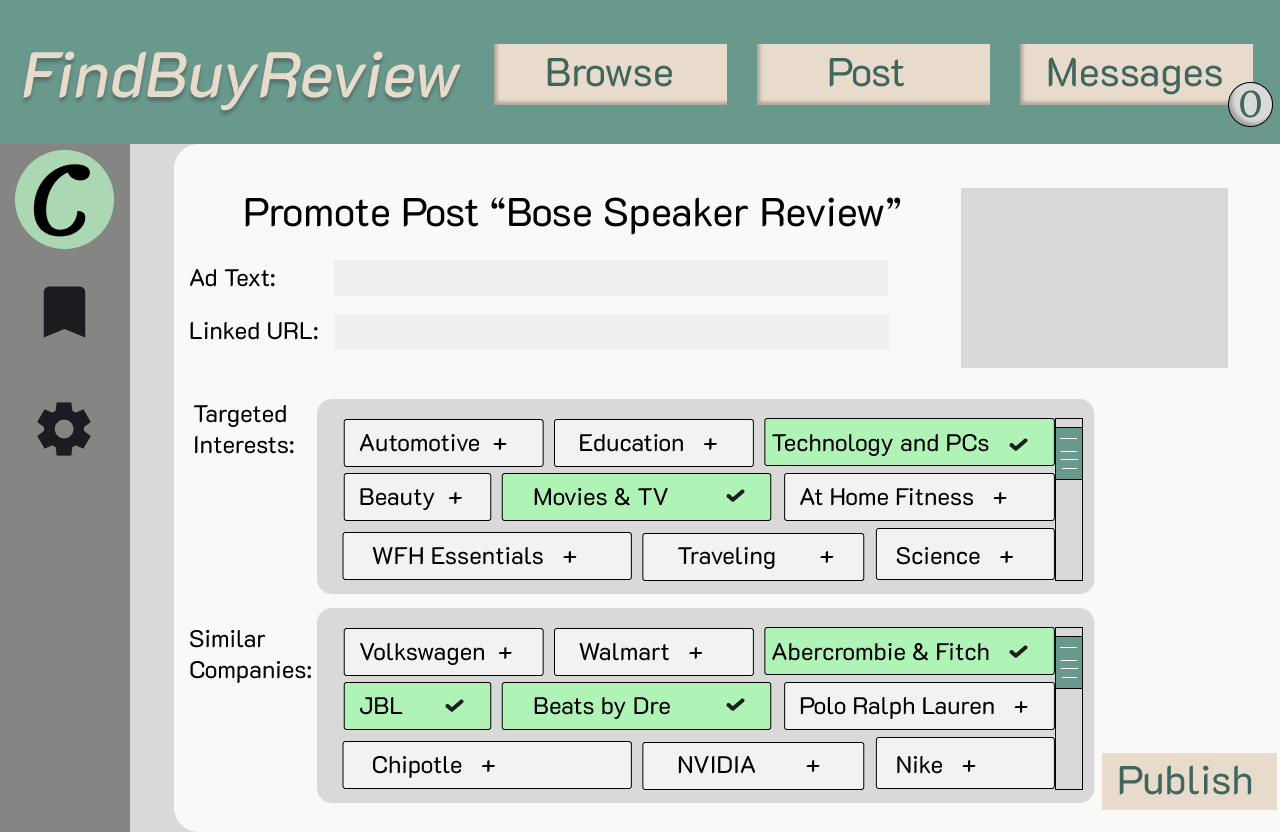 FindBuyReview
Browse
Post
Messages
0
C
Promote Post “Bose Speaker Review”
Ad Text:
Linked URL:
Targeted
Interests:
Automotive +
Education +
Technology and PCs ✓
Beauty +
Movies & TV ✓
At Home Fitness +
WFH Essentials +
Traveling +
Science +
Similar
Companies:
Volkswagen +
Walmart +
Abercrombie & Fitch ✓
JBL ✓
Beats by Dre ✓
Polo Ralph Lauren +
Chipotle +
NVIDIA +
Nike +
Publish